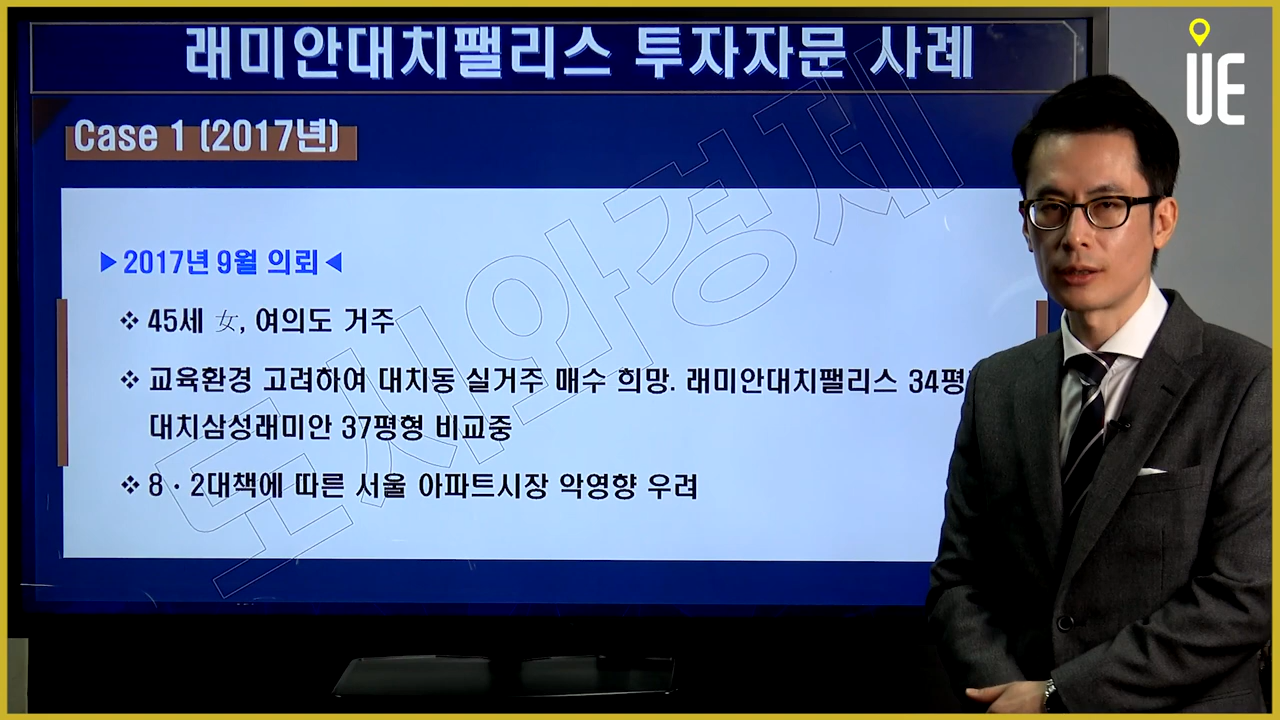 래미안대치팰리스 투자자문 사례
UE
Case 1 (2017년)
▶2017년 9월 의뢰◀
❖ 45세 女, 여의도 거주
❖ 교육환경 고려하여 대치동 실거주 매수 희망. 래미안대치팰리스 34평
대치삼성래미안 37평형 비교중
❖ 8·2대책에 따른 서울 아파트시장 악영향 우려
도시와경제